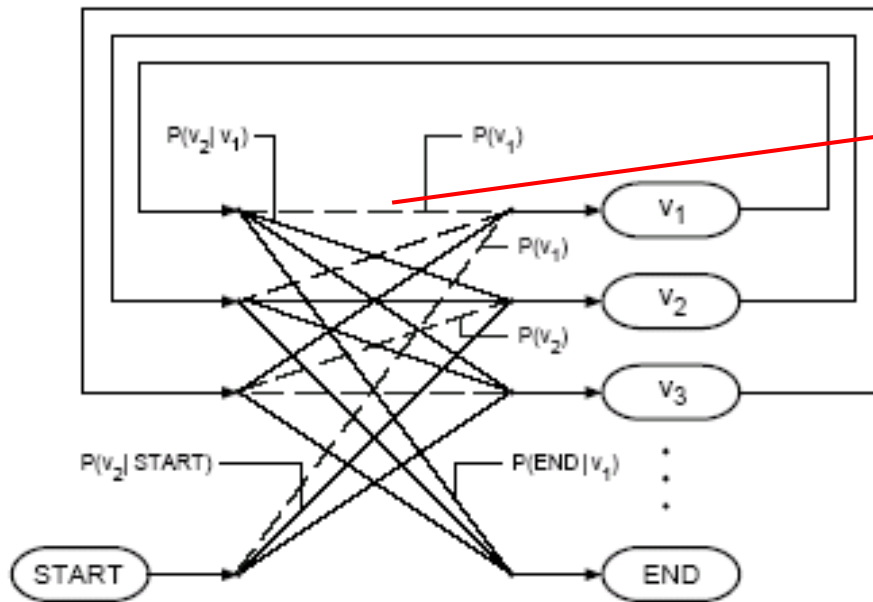 P(v₂| v₁)
P(v₁)
v₁
P(v₁)
v₂
P(v₂)
v₃
P(v₂| START)
P(END | v₁)
START
END